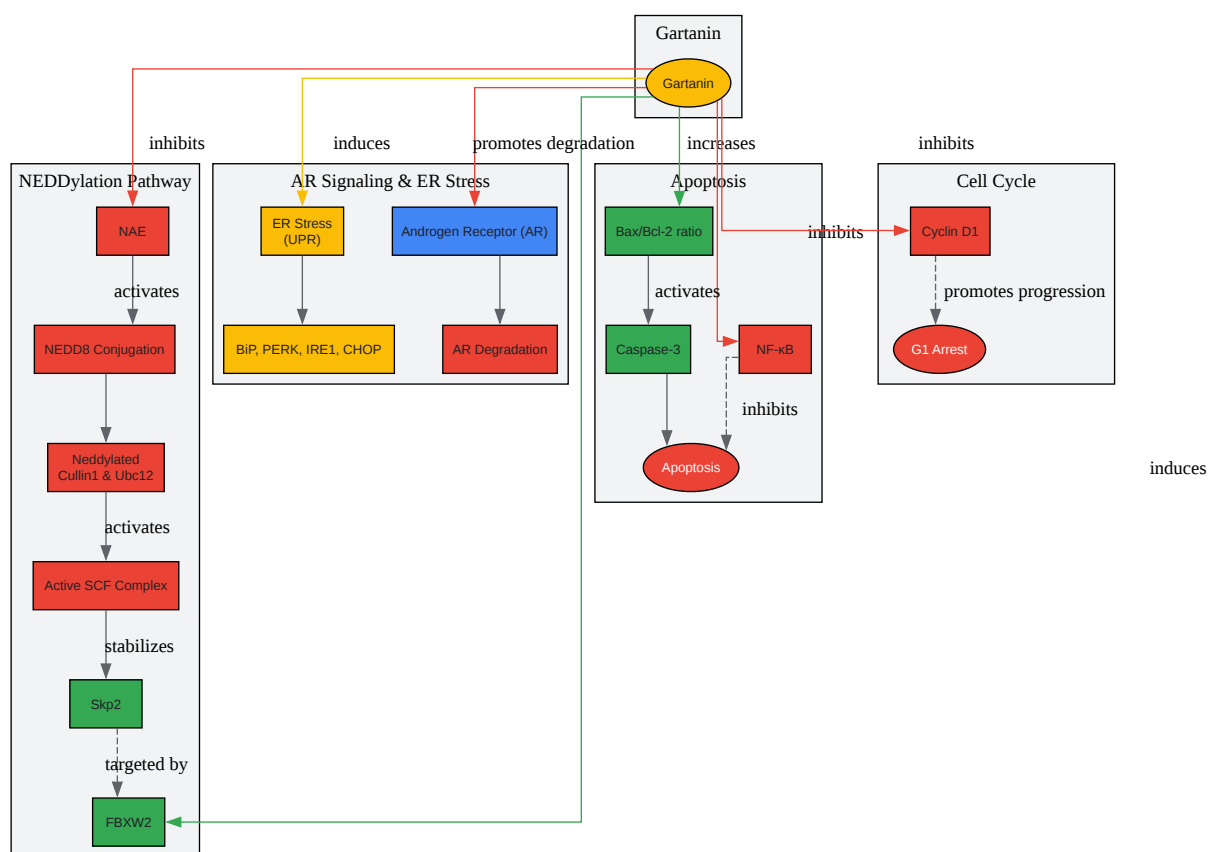 Gartanin
Gartanin
inhibits
induces
promotes degradation
increases
inhibits
NEDDylation Pathway
AR Signaling & ER Stress
Apoptosis
Cell Cycle
NAE
ER Stress
(UPR)
Androgen Receptor (AR)
Bax/Bcl-2 ratio
inhibits
Cyclin D1
activates
activates
promotes progression
NEDD8 Conjugation
BiP, PERK, IRE1, CHOP
AR Degradation
Caspase-3
NF-κB
G1 Arrest
inhibits
Neddylated
Cullin1 & Ubc12
Apoptosis
induces
activates
Active SCF Complex
stabilizes
Skp2
targeted by
FBXW2